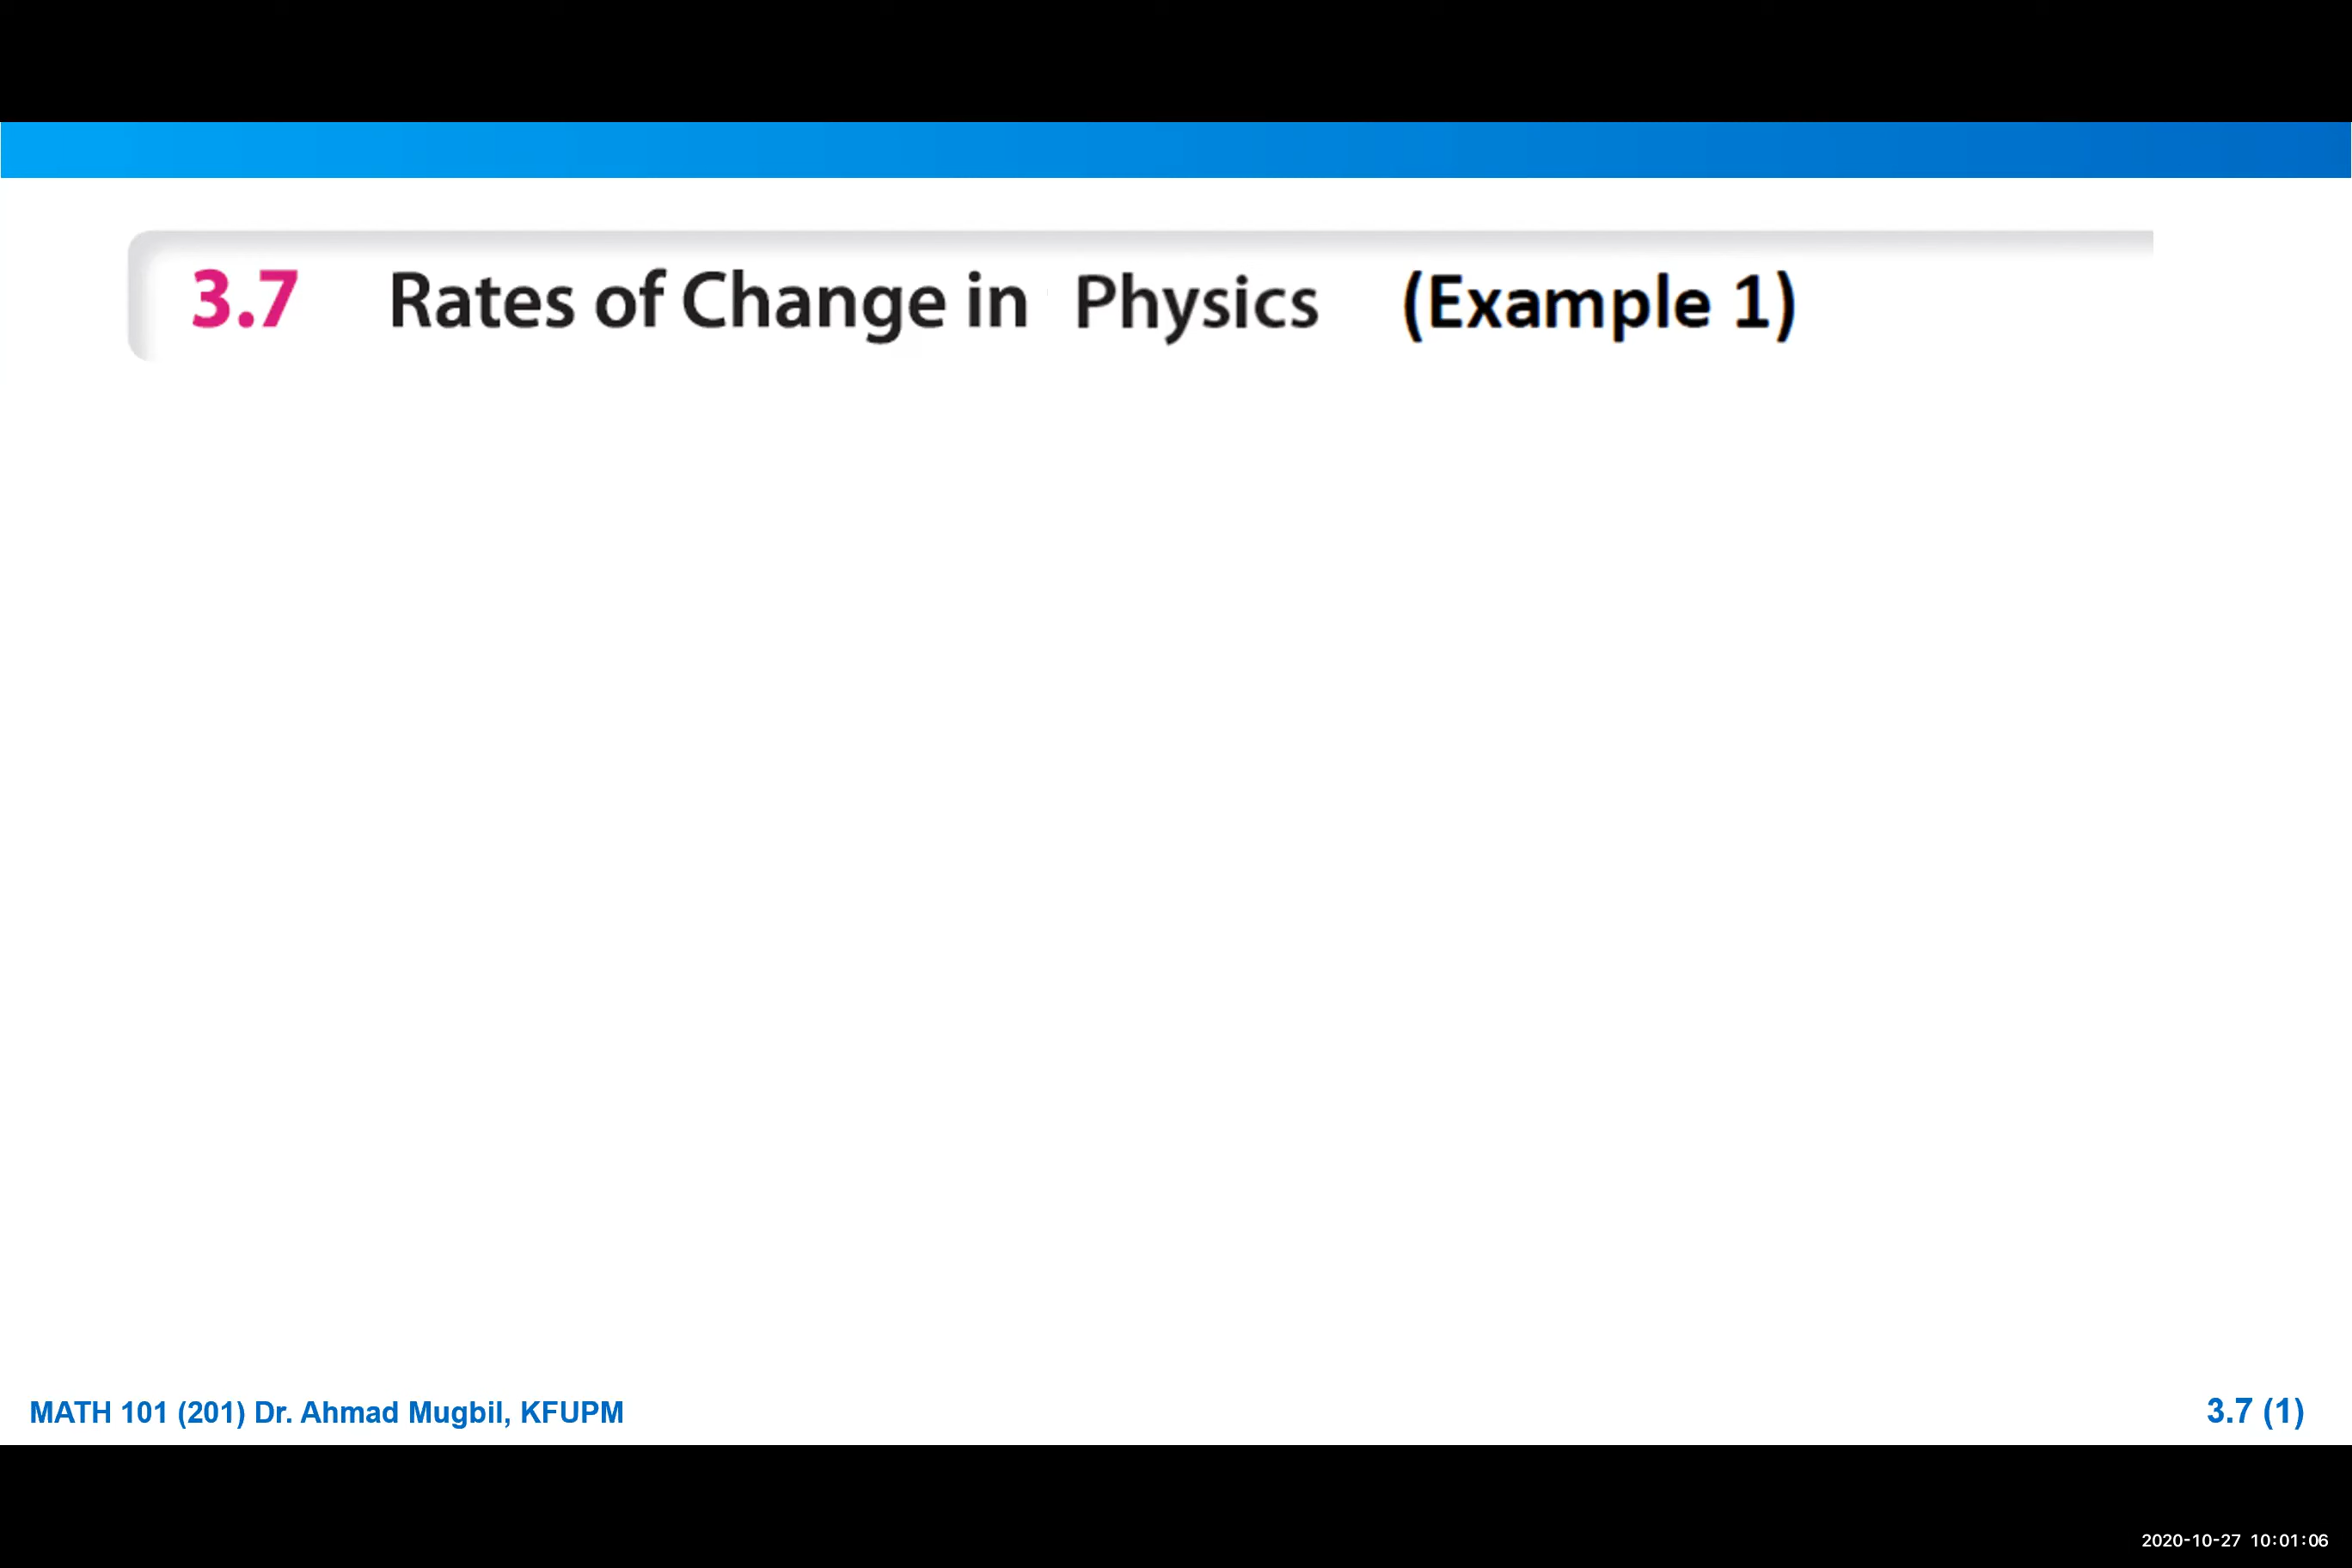 3.7 Rates of Change in Physics (Example 1)
MATH 101 (201) Dr. Ahmad Mugbil, KFUPM
3.7 (1)
2020-10-27 10:01:06